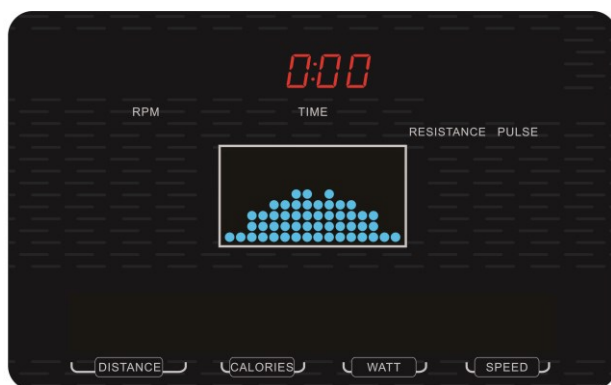 0:00
RPM
TIME
RESISTANCE PULSE
DISTANCE CALORIES WATT SPEED